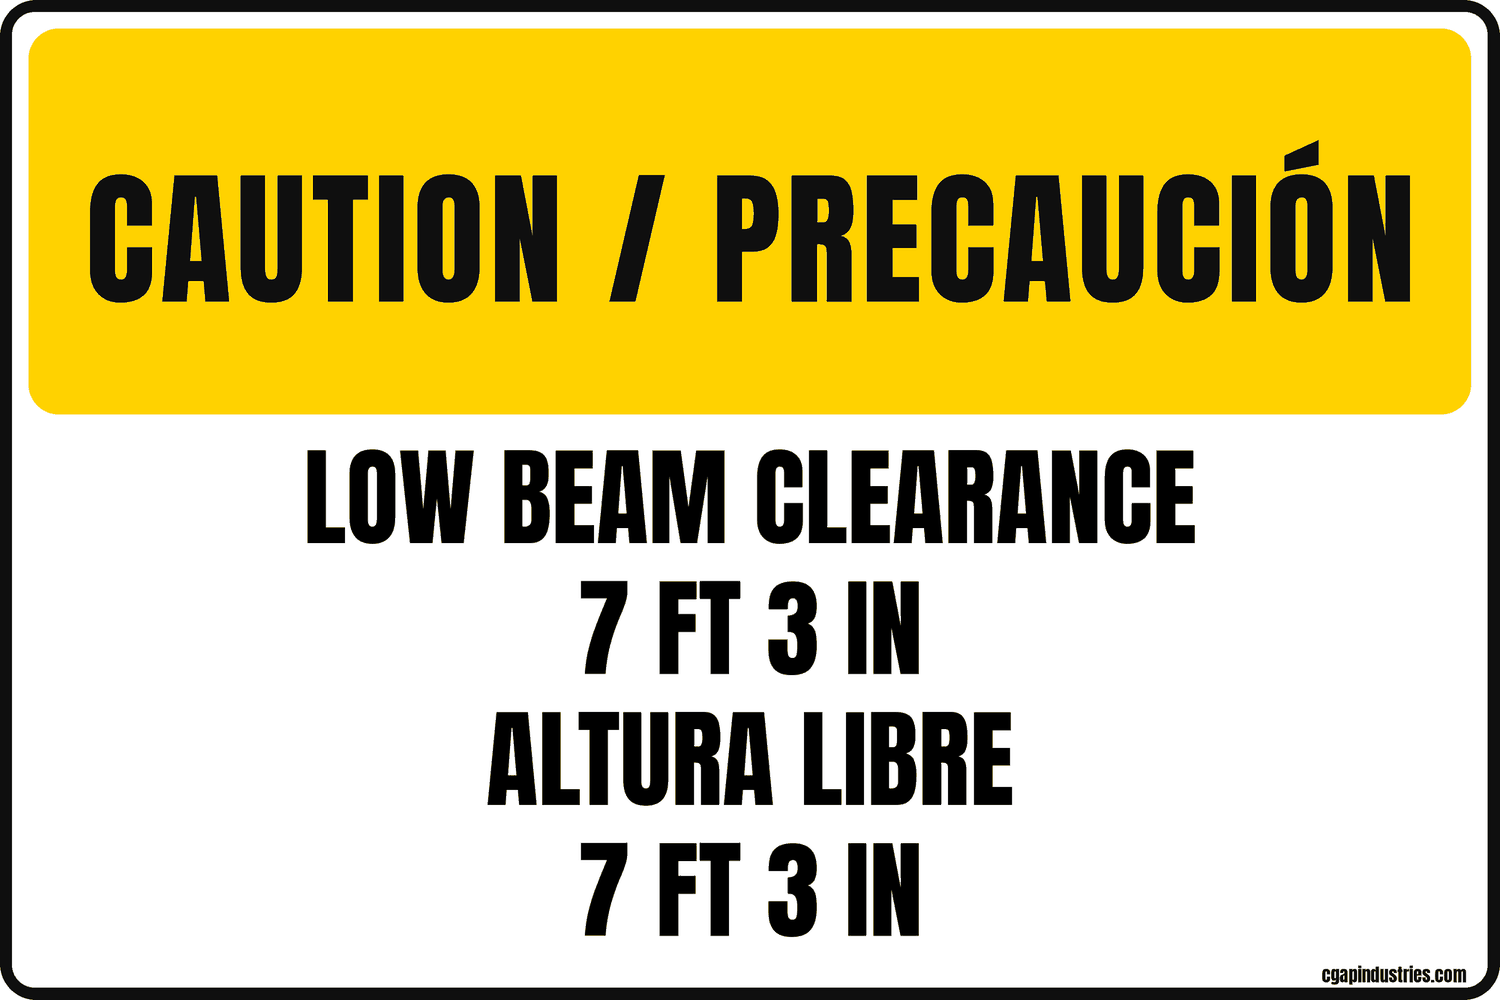 CAUTION / PRECAUCIÓN
LOW BEAM CLEARANCE
7 FT 3 IN
ALTURA LIBRE
7 FT 3 IN
cgapindustries.com